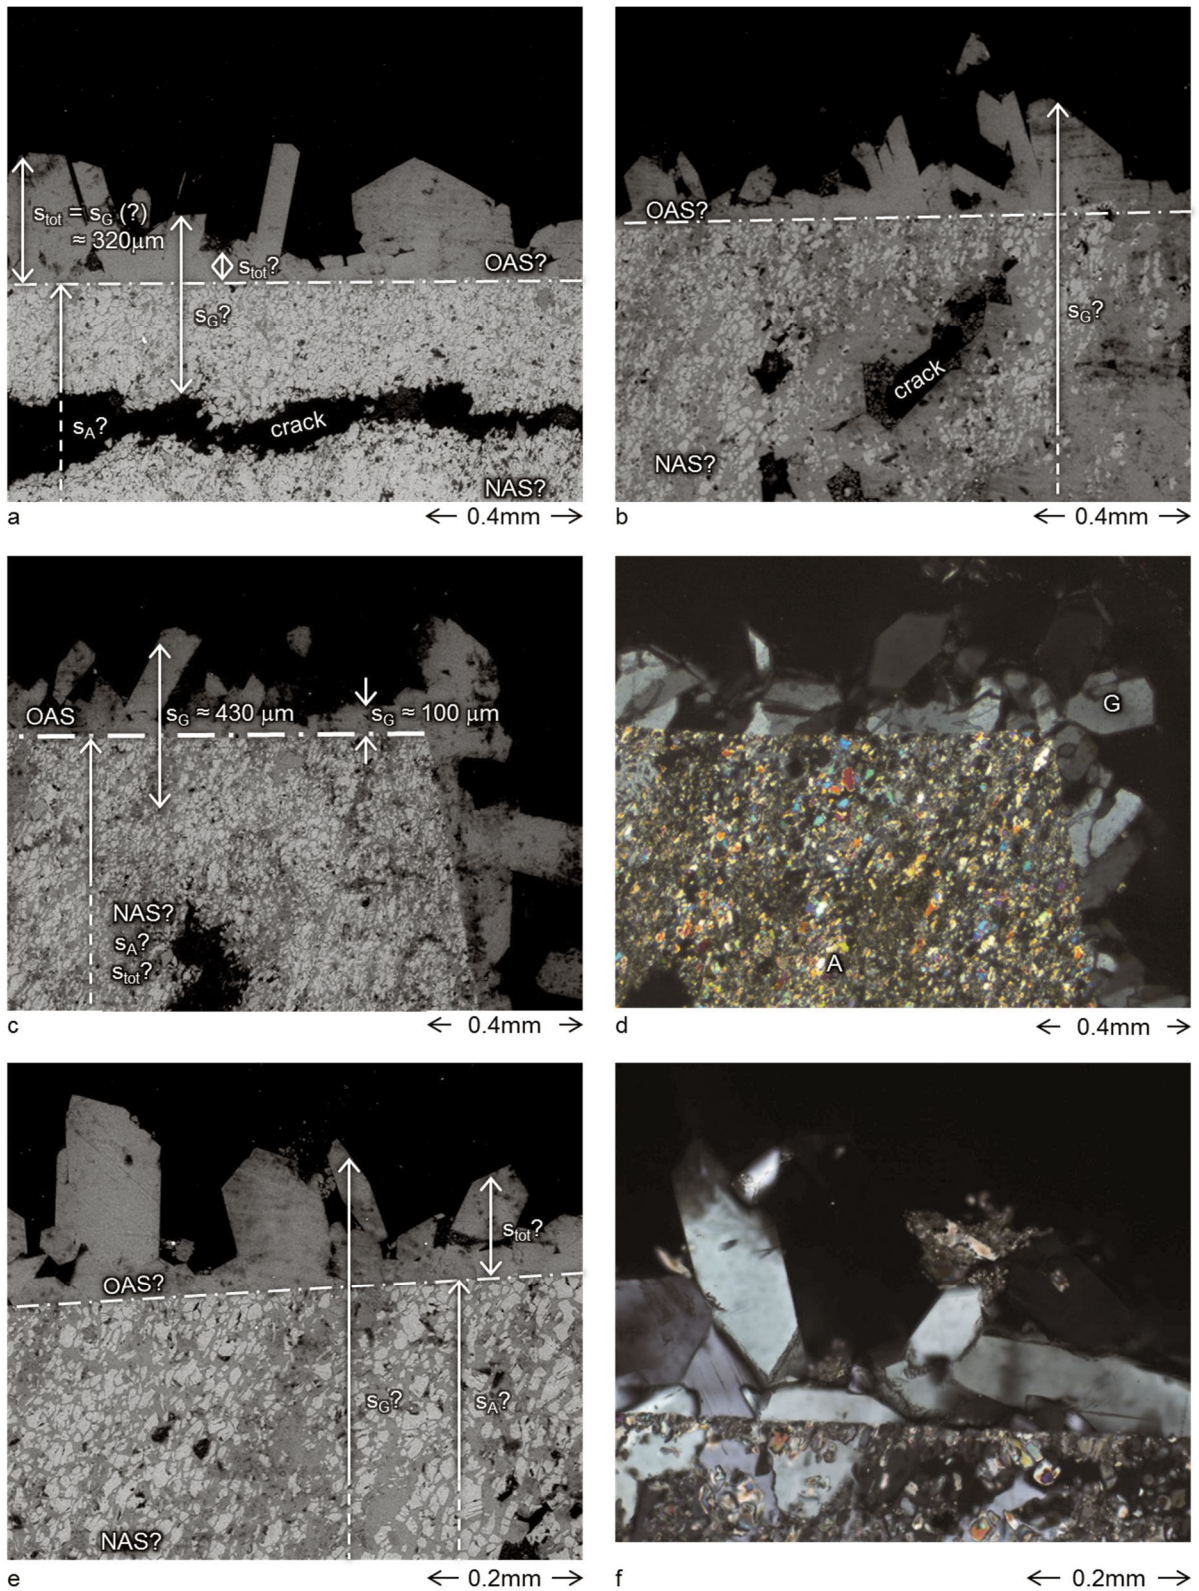 s_tot = s_G (?)
≈ 320μm
s_tot?
OAS?
s_G?
s_A?
crack
NAS?
a
0.4mm
OAS?
s_G?
crack
NAS?
b
0.4mm
OAS
s_G ≈ 430 μm
s_G ≈ 100 μm
NAS?
s_A?
s_tot?
c
0.4mm
G
A
d
0.4mm
s_tot?
OAS?
s_G?
s_A?
NAS?
e
0.2mm
f
0.2mm